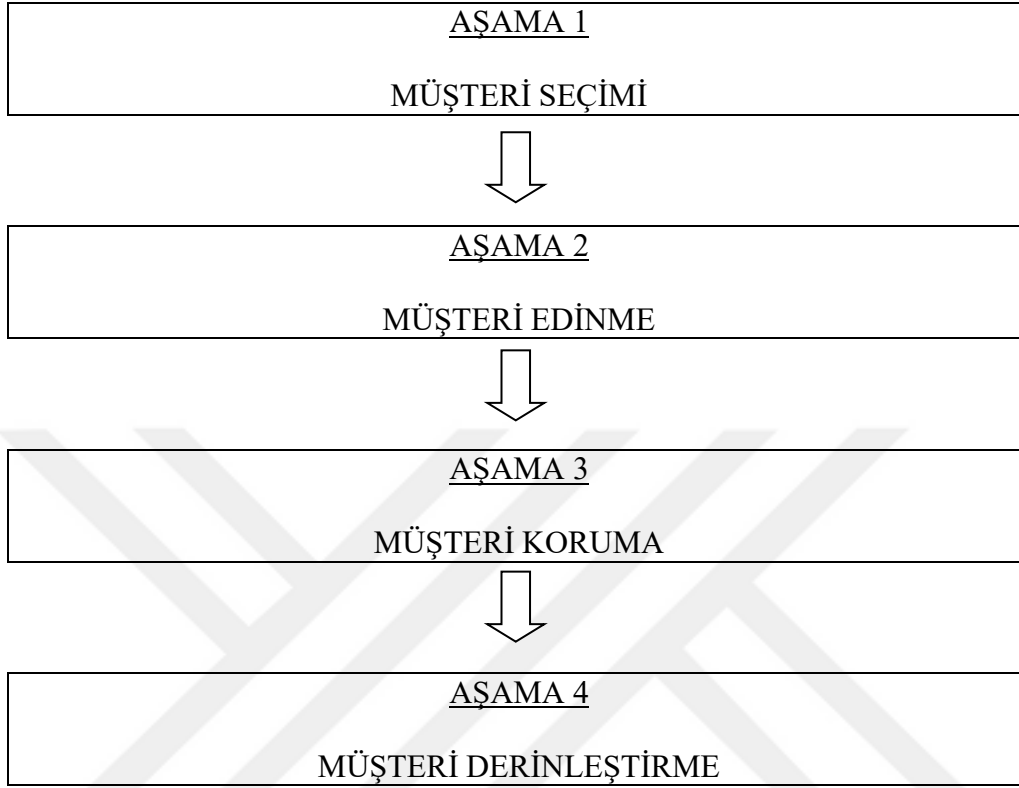 AŞAMA 1
MÜŞTERİ SEÇİMİ
AŞAMA 2
MÜŞTERİ EDİNME
AŞAMA 3
MÜŞTERİ KORUMA
AŞAMA 4
MÜŞTERİ DERİNLEŞTİRME